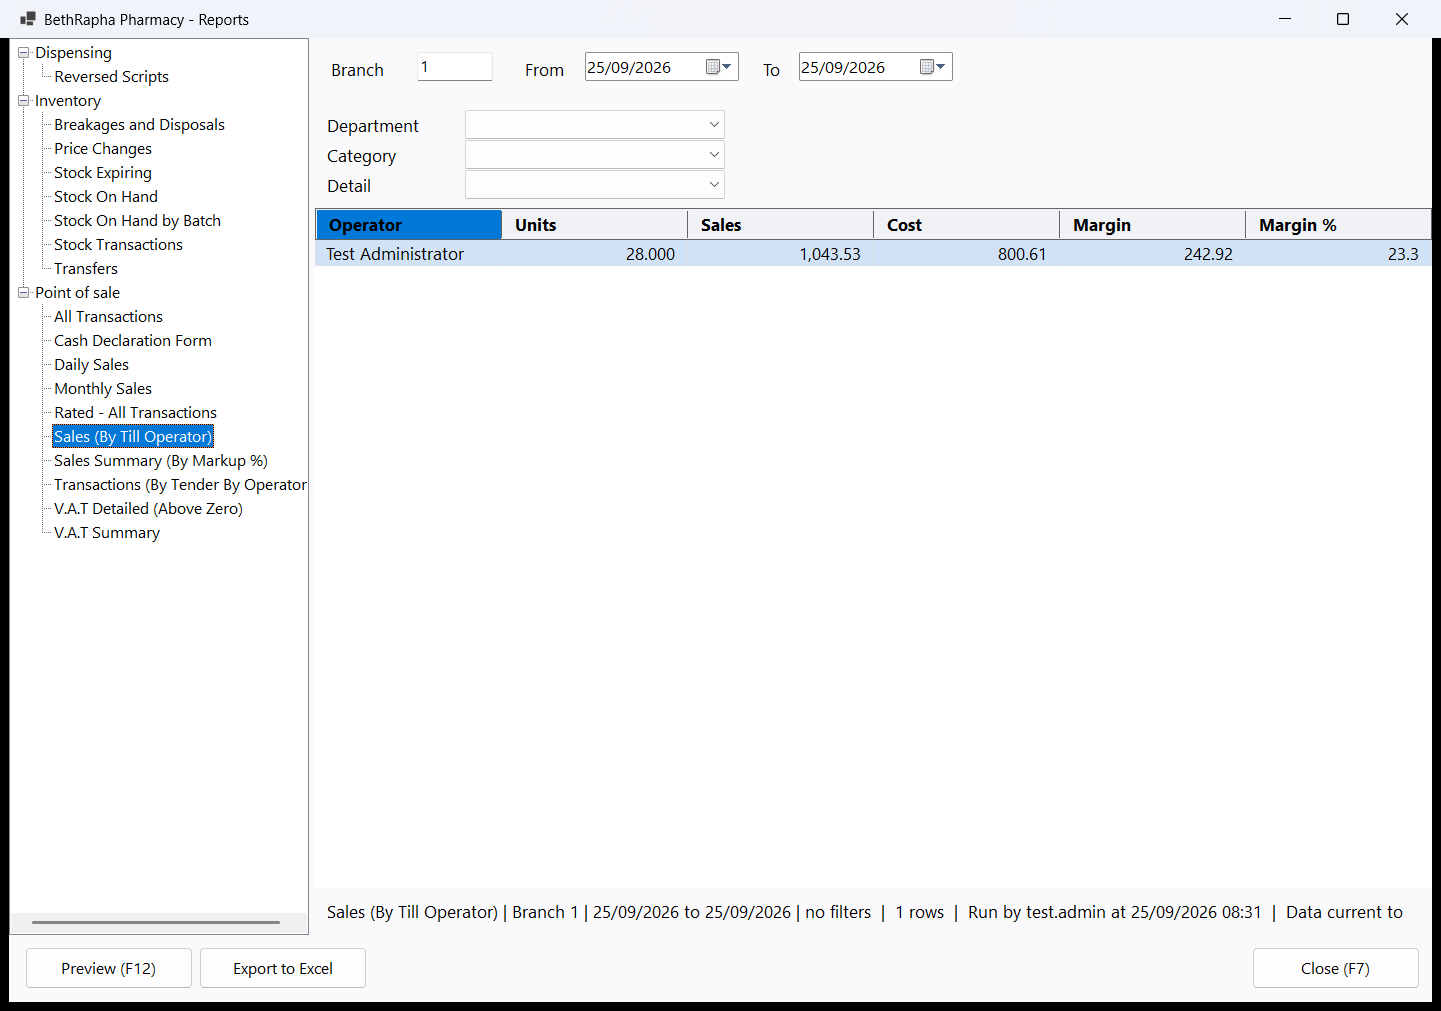 BethRapha Pharmacy - Reports
Dispensing
Reversed Scripts
Inventory
Breakages and Disposals
Price Changes
Stock Expiring
Stock On Hand
Stock On Hand by Batch
Stock Transactions
Transfers
Point of sale
All Transactions
Cash Declaration Form
Daily Sales
Monthly Sales
Rated - All Transactions
Sales (By Till Operator)
Sales Summary (By Markup %)
Transactions (By Tender By Operator
V.A.T Detailed (Above Zero)
V.A.T Summary
Branch 1 From 25/09/2026 To 25/09/2026
Department
Category
Detail
Operator Units Sales Cost Margin Margin %
Test Administrator 28.000 1,043.53 800.61 242.92 23.3
Sales (By Till Operator) | Branch 1 | 25/09/2026 to 25/09/2026 | no filters | 1 rows | Run by test.admin at 25/09/2026 08:31 | Data current to
Preview (F12) Export to Excel Close (F7)